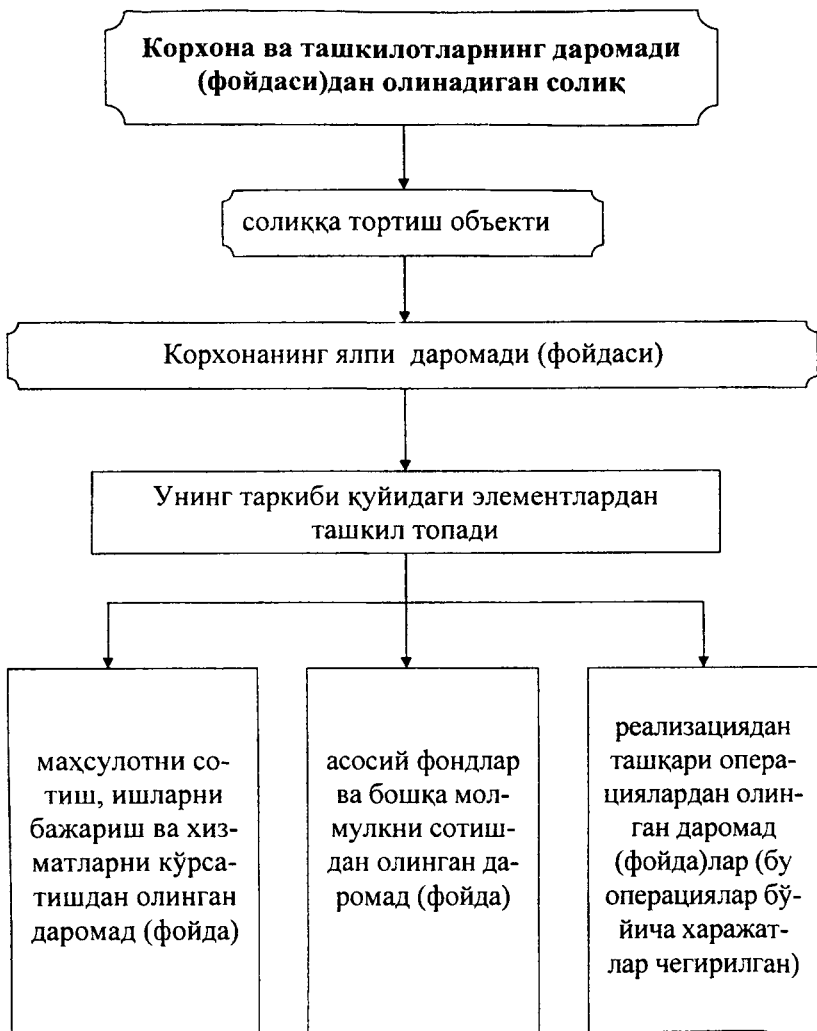 Корхона ва ташкилотларнинг даромади
(фойдаси)дан олинадиган солиқ
солиққа тортиш объекти
Корхонанинг ялпи даромади (фойдаси)
Унинг таркиби қуйидаги элементлардан
ташкил топади
маҳсулотни со-
тиш, ишларни
бажариш ва хиз-
матларни кўрса-
тишдан олинган
даромад (фойда)
асосий фондлар
ва бошқа мол-
мулкни сотиш-
дан олинган да-
ромад (фойда)
реализациядан
ташқари опера-
циялардан олин-
ган даромад
(фойда)лар (бу
операциялар бў-
йича харажат-
лар чегирилган)